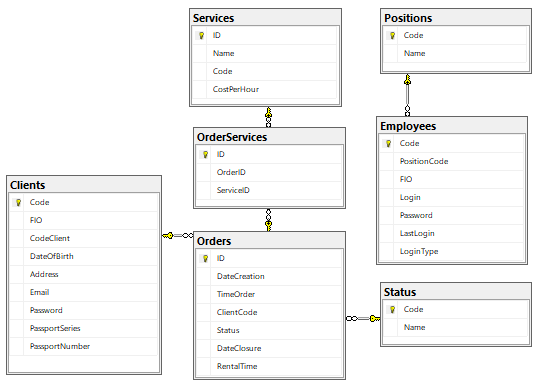 Services
ID
Name
Code
CostPerHour
Positions
Code
Name
OrderServices
ID
OrderID
ServiceID
Employees
Code
PositionCode
FIO
Login
Password
LastLogin
LoginType
Clients
Code
FIO
CodeClient
DateOfBirth
Address
Email
Password
PassportSeries
PassportNumber
Orders
ID
DateCreation
TimeOrder
ClientCode
Status
DateClosure
RentalTime
Status
Code
Name